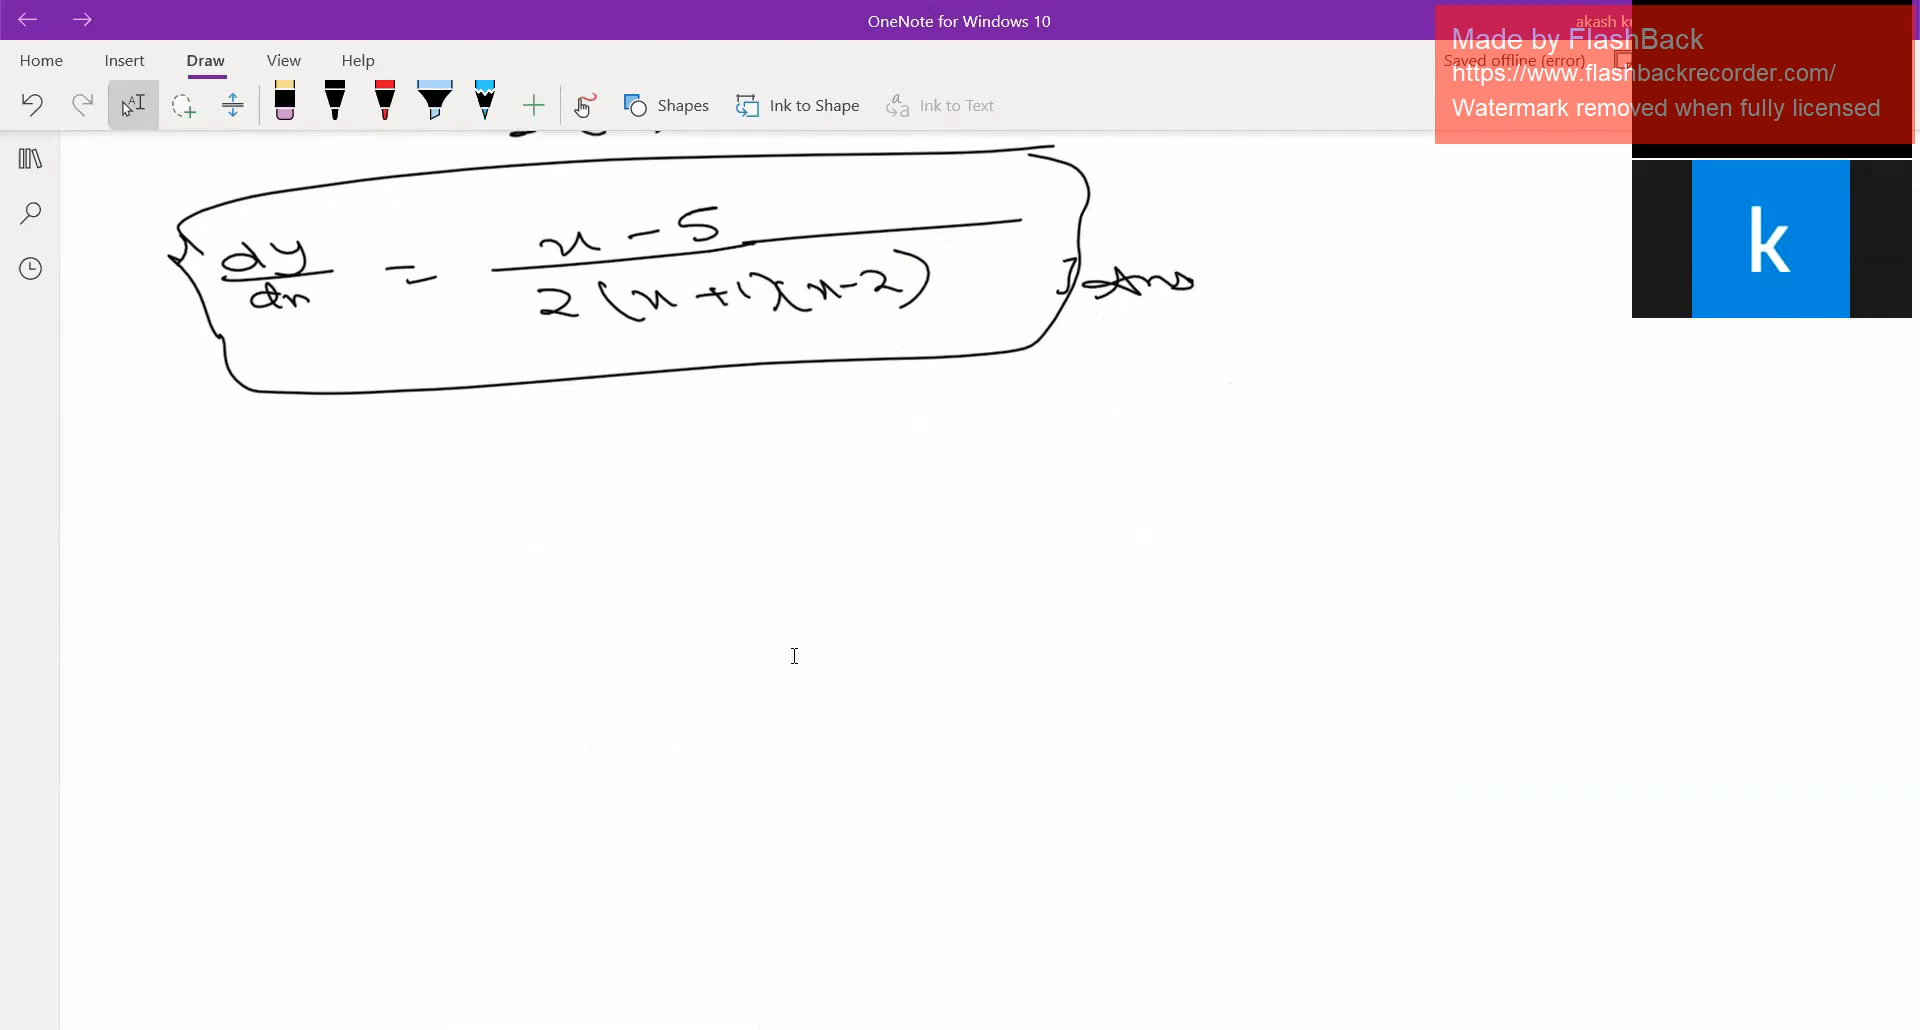 OneNote for Windows 10
akash ku
Made by FlashBack
Home Insert Draw View Help
Saved offline (error)
https://www.flashbackrecorder.com/
Shapes Ink to Shape Ink to Text
Watermark removed when fully licensed
dy/dx = x - 5 / 2(x+1)(x-2) } Ans
k